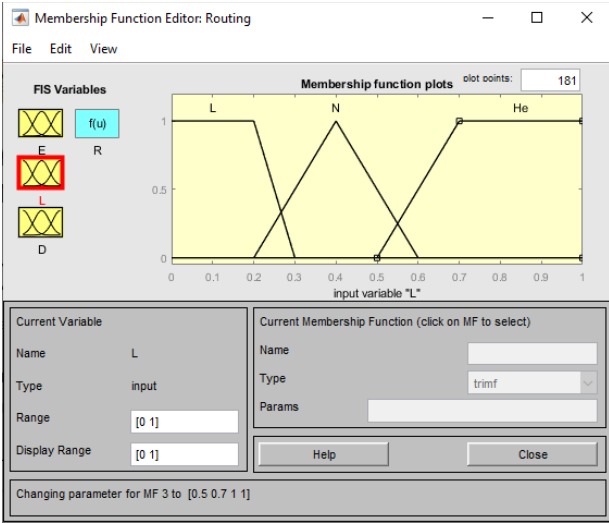 Membership Function Editor: Routing
File Edit View
FIS Variables
f(u)
E R
L
D
Membership function plots plot points: 181
L N He
1
0.5
0
0 0.1 0.2 0.3 0.4 0.5 0.6 0.7 0.8 0.9 1
input variable "L"
Current Variable
Name L
Type input
Range [0 1]
Display Range [0 1]
Current Membership Function (click on MF to select)
Name
Type trimf
Params
Help Close
Changing parameter for MF 3 to [0.5 0.7 1 1]